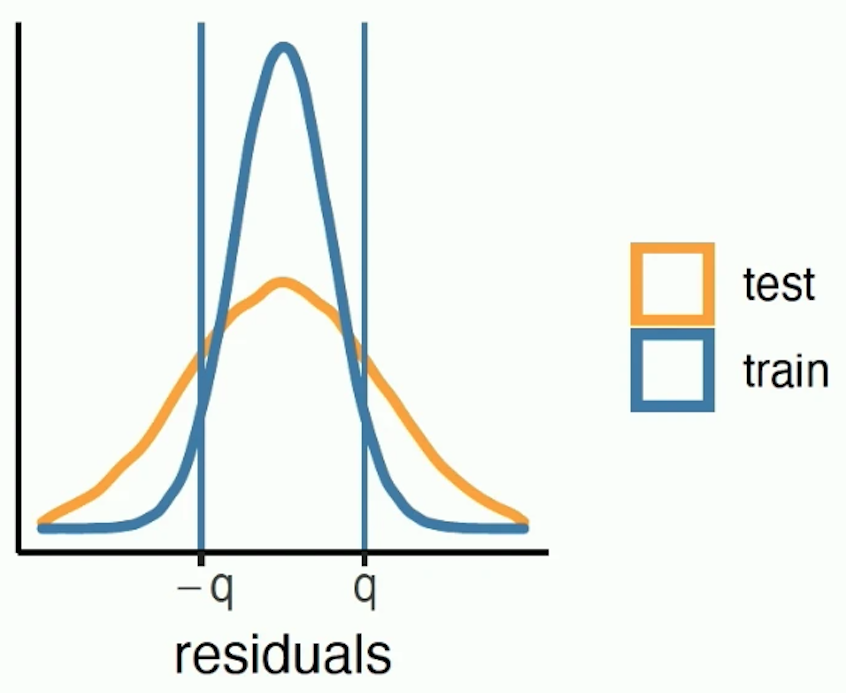 test
train
−q
q
residuals